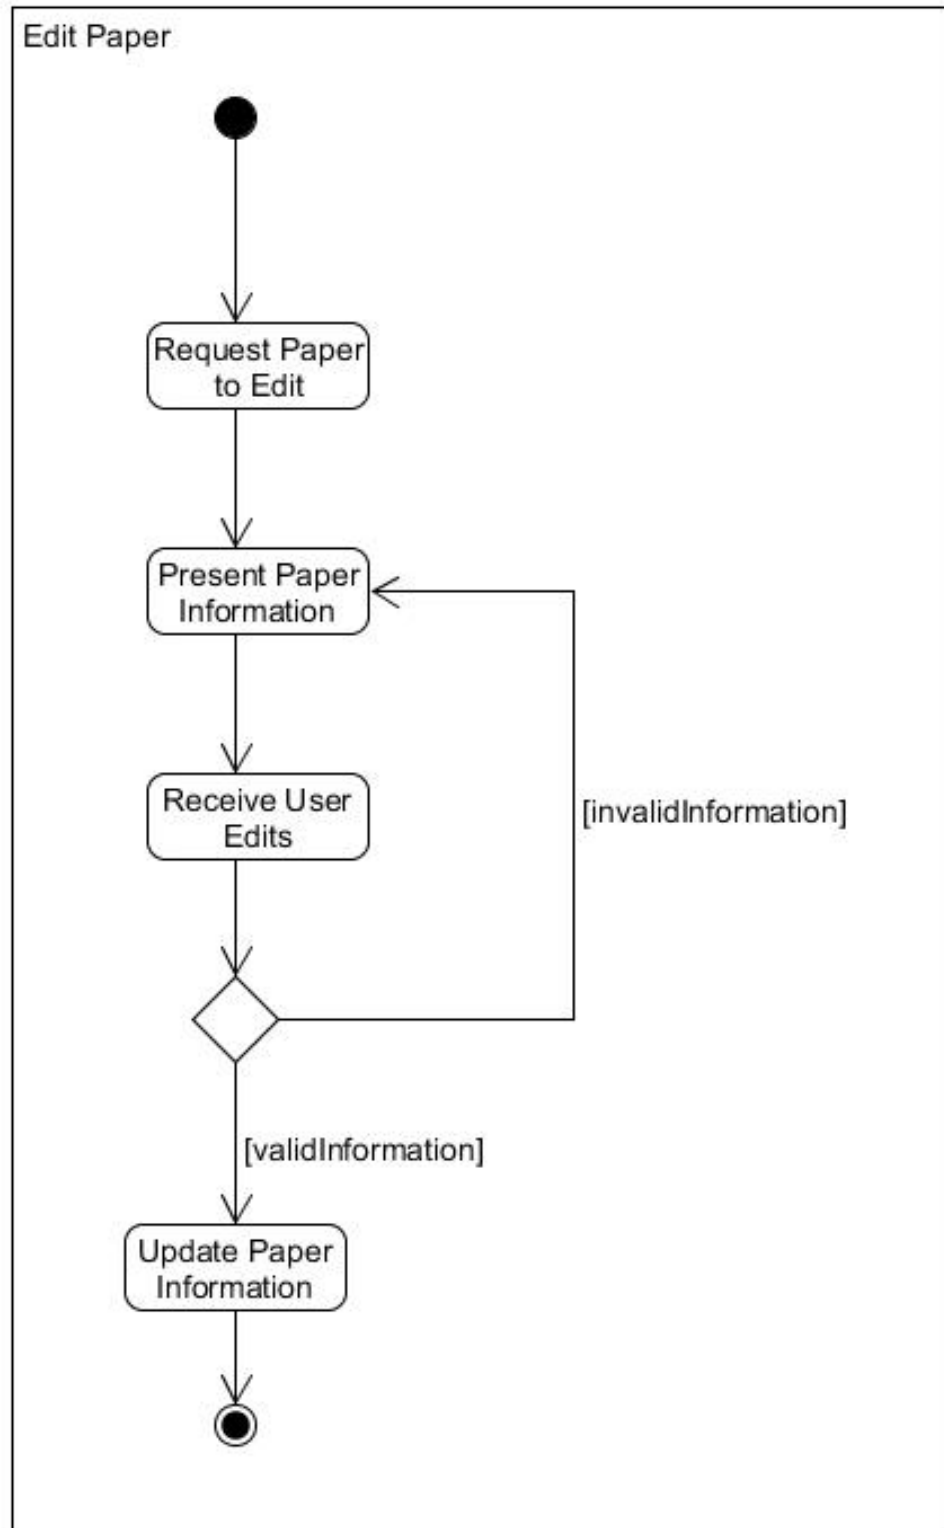 Edit Paper
Request Paper
to Edit
Present Paper
Information
Receive User
Edits
[invalidInformation]
[validInformation]
Update Paper
Information